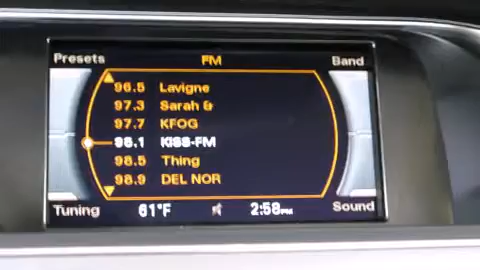 Presets FM Band
96.5 Lavigne
97.3 Sarah &
97.7 KFOG
98.1 KISS-FM
98.5 Thing
98.9 DEL NOR
Tuning 61°F 2:58PM Sound